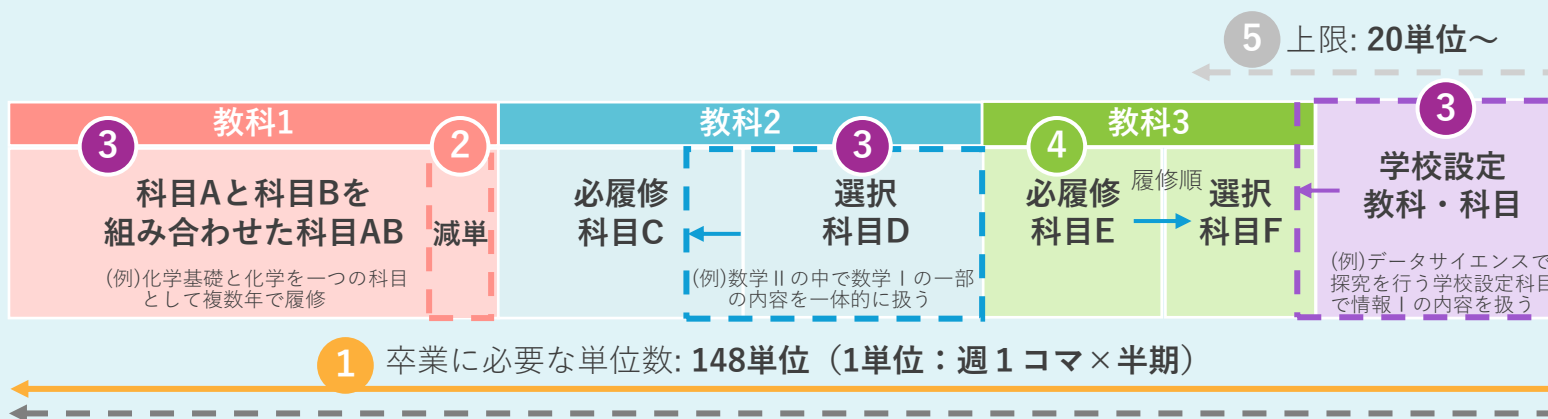 5 上限: 20単位～
教科1
教科2
教科3
3
2
3
4
3
科目Aと科目Bを
組み合わせた科目AB
減単
(例)化学基礎と化学を一つの科目
として複数年で履修
必履修
科目C
選択
科目D
(例)数学Ⅱの中で数学Ⅰの一部
の内容を一体的に扱う
必履修
科目E
履修順
選択
科目F
学校設定
教科・科目
(例)データサイエンスで
探究を行う学校設定科目
で情報Ⅰの内容を扱う
1 卒業に必要な単位数: 148単位（1単位：週１コマ×半期）